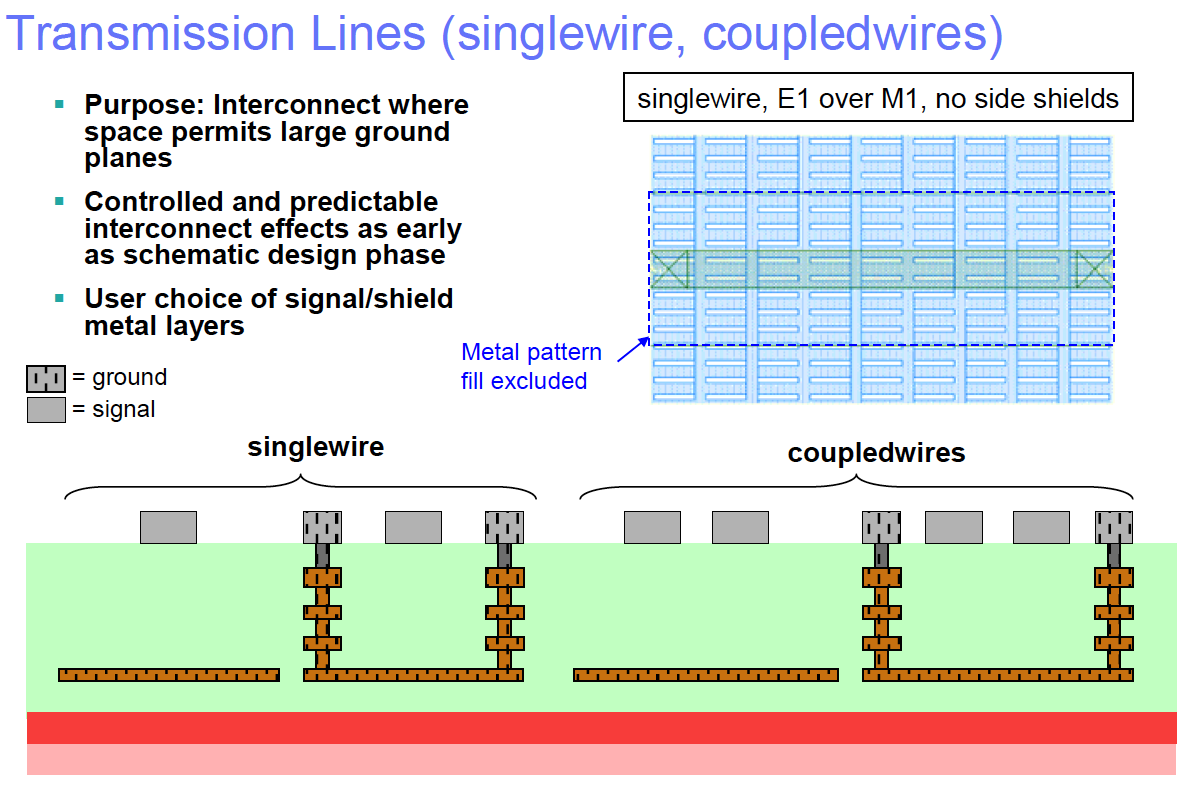 Transmission Lines (singlewire, coupledwires)
Purpose: Interconnect where
space permits large ground
planes
Controlled and predictable
interconnect effects as early
as schematic design phase
User choice of signal/shield
metal layers
singlewire, E1 over M1, no side shields
Metal pattern
fill excluded
= ground
= signal
singlewire
coupledwires